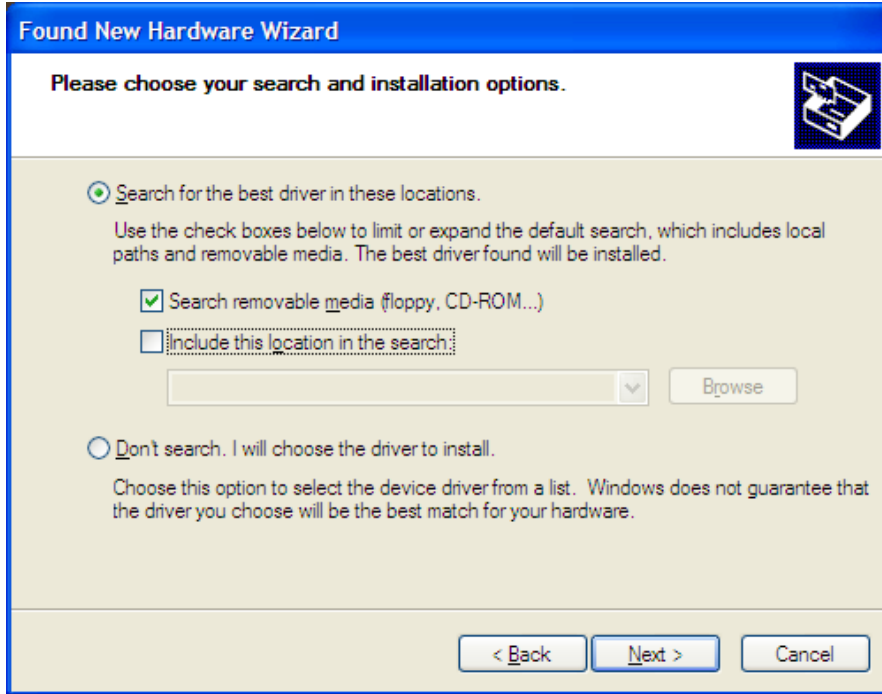 Found New Hardware Wizard
Please choose your search and installation options.
Search for the best driver in these locations.
Use the check boxes below to limit or expand the default search, which includes local
paths and removable media. The best driver found will be installed.
Search removable media (floppy, CD-ROM...)
Include this location in the search:
Browse
Don't search. I will choose the driver to install.
Choose this option to select the device driver from a list.  Windows does not guarantee that
the driver you choose will be the best match for your hardware.
< Back
Next >
Cancel